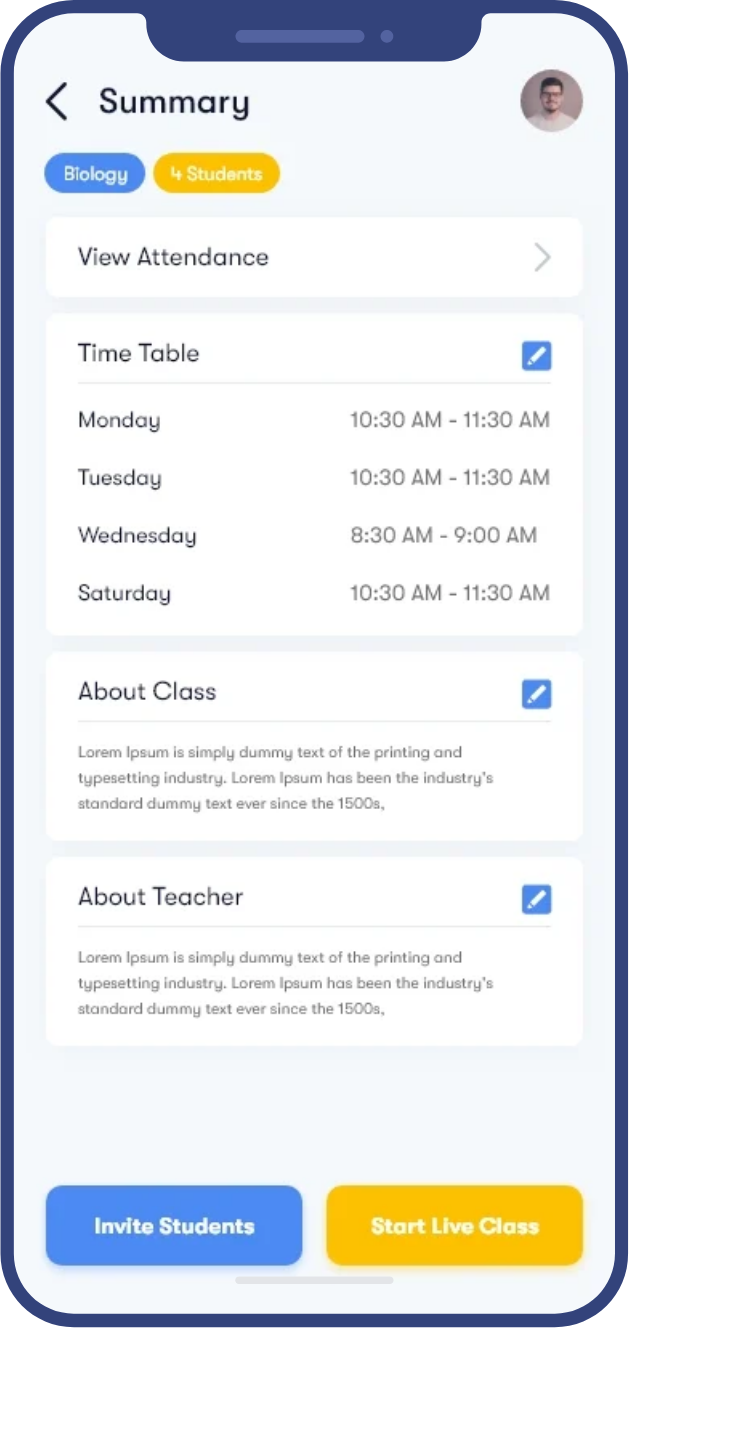 Summary
Biology
4 Students
View Attendance
Time Table
Monday 10:30 AM - 11:30 AM
Tuesday 10:30 AM - 11:30 AM
Wednesday 8:30 AM - 9:00 AM
Saturday 10:30 AM - 11:30 AM
About Class
Lorem Ipsum is simply dummy text of the printing and
typesetting industry. Lorem Ipsum has been the industry's
standard dummy text ever since the 1500s,
About Teacher
Lorem Ipsum is simply dummy text of the printing and
typesetting industry. Lorem Ipsum has been the industry's
standard dummy text ever since the 1500s,
Invite Students
Start Live Class